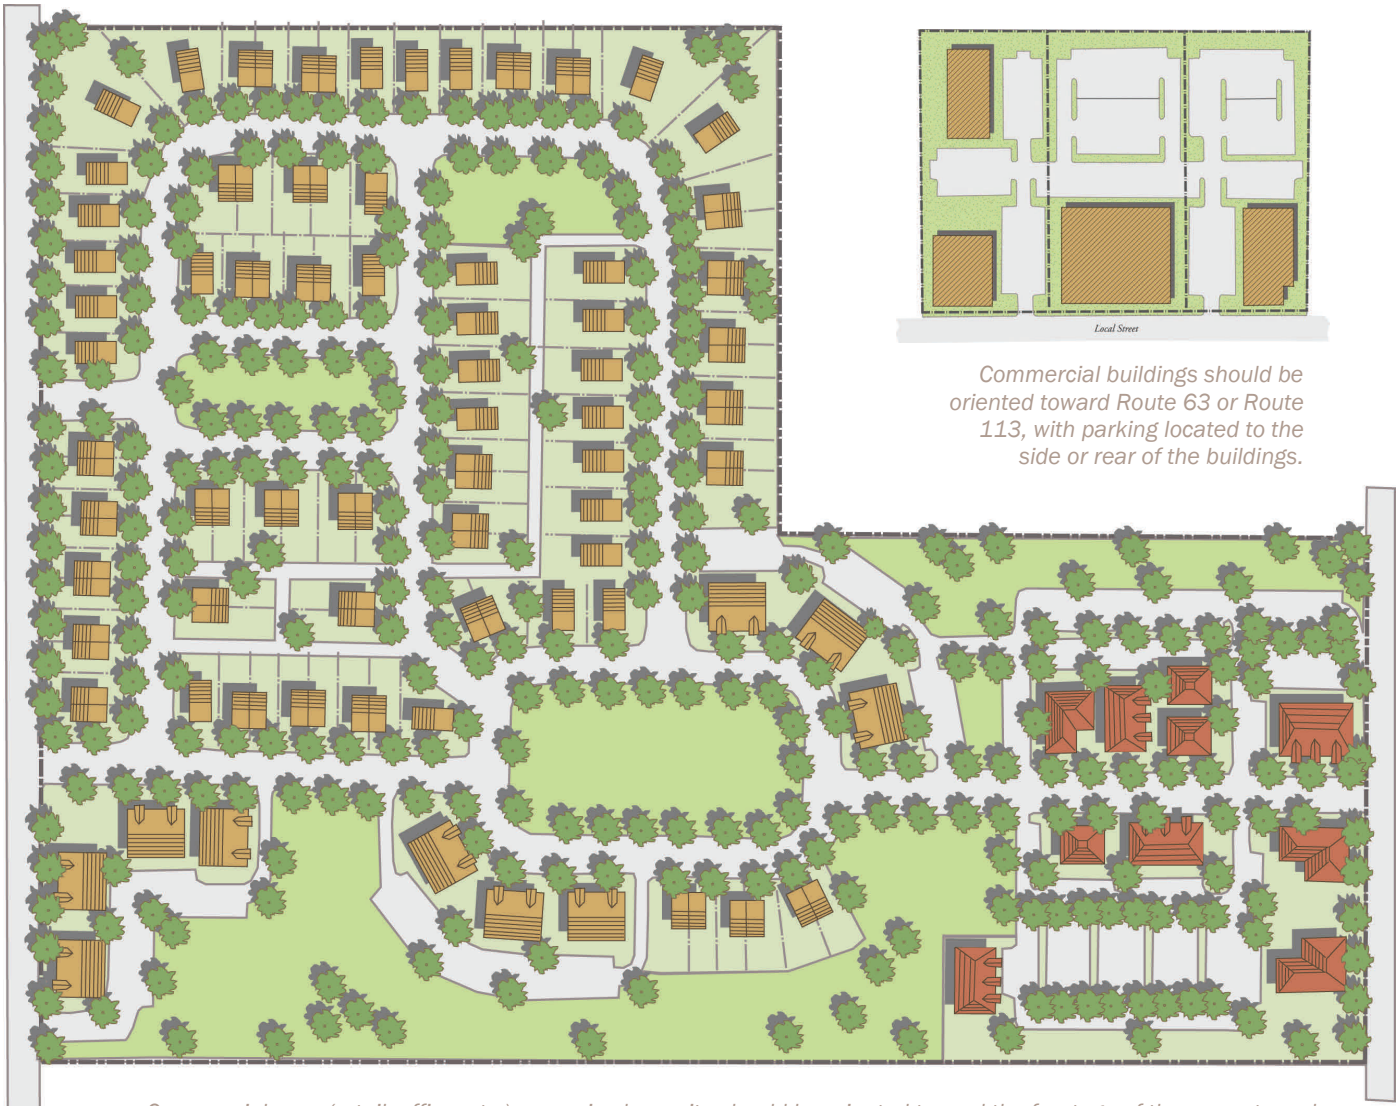 Local Street
Commercial buildings should be
oriented toward Route 63 or Route
113, with parking located to the
side or rear of the buildings.